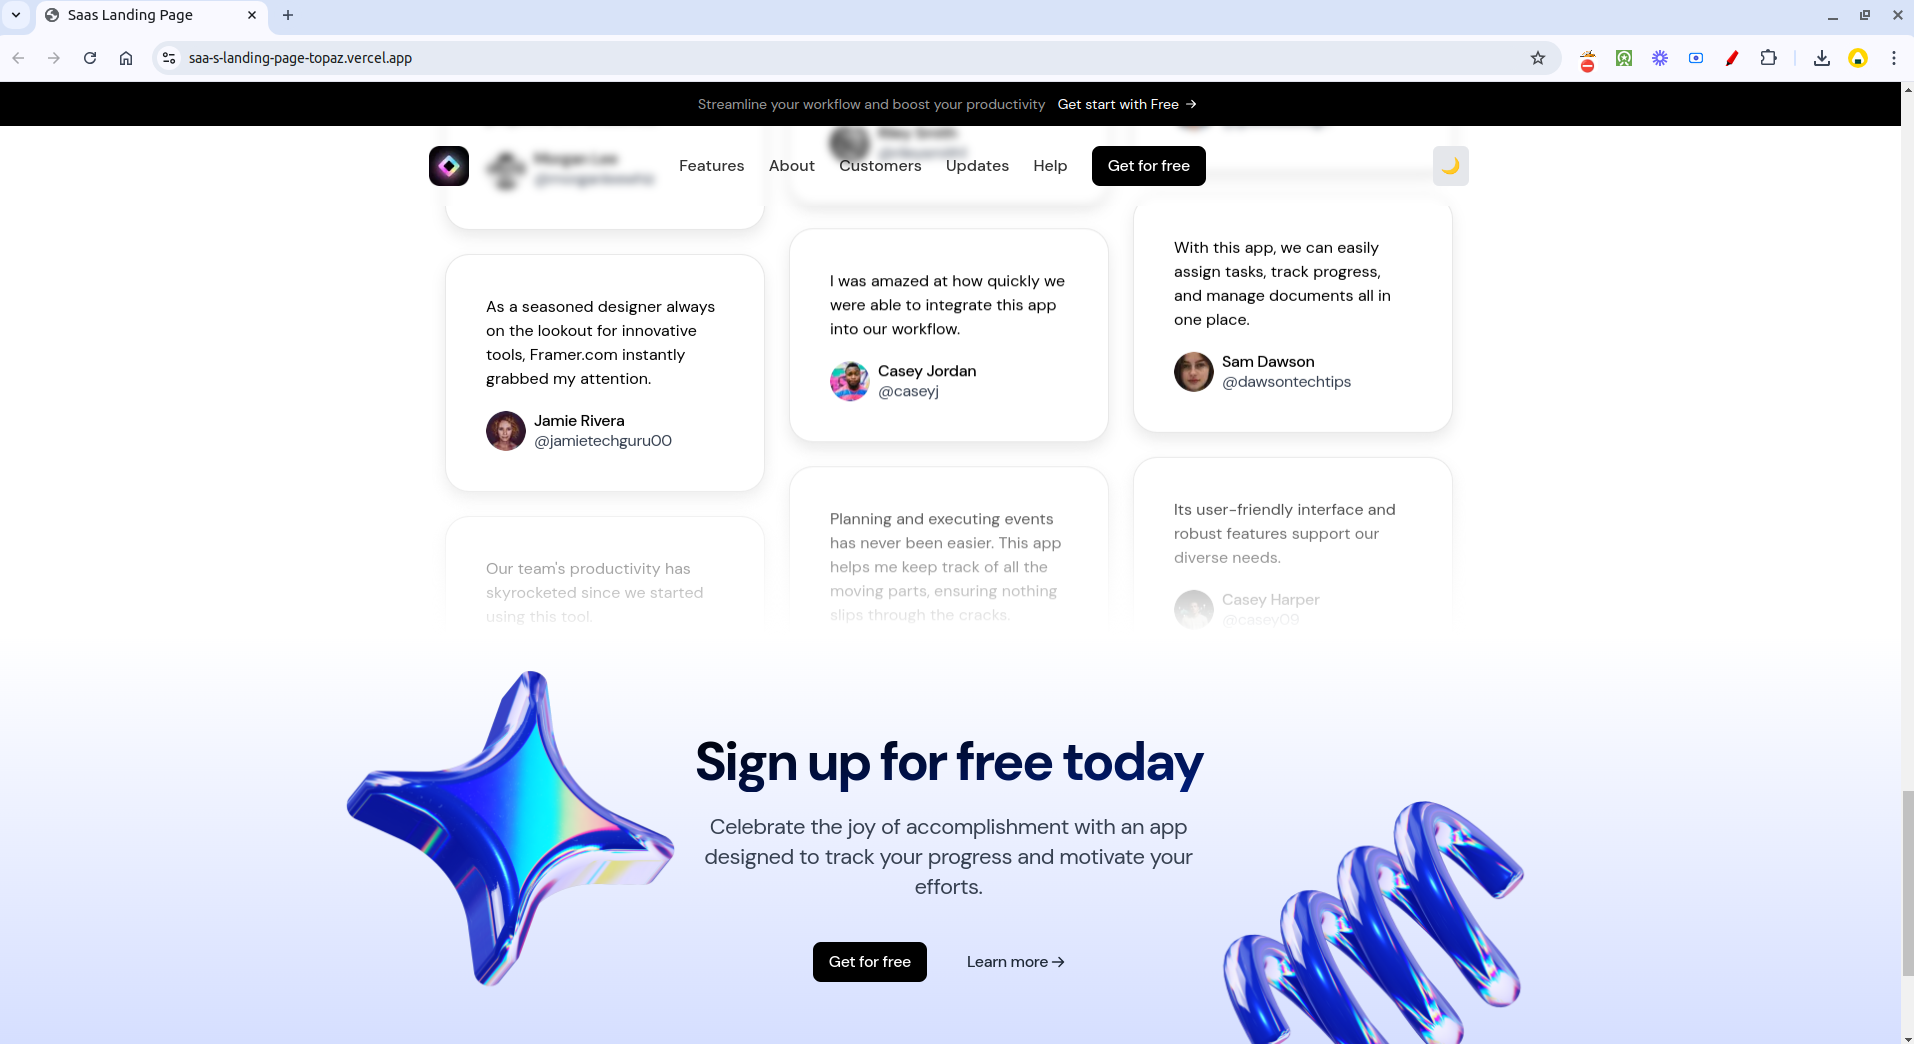 Saas Landing Page
saa-s-landing-page-topaz.vercel.app
Streamline your workflow and boost your productivity Get start with Free →
Riley Smith
Morgan Lee
Features About Customers Updates Help Get for free
As a seasoned designer always
on the lookout for innovative
tools, Framer.com instantly
grabbed my attention.
Jamie Rivera
@jamietechguru00
Our team's productivity has
skyrocketed since we started
using this tool.
I was amazed at how quickly we
were able to integrate this app
into our workflow.
Casey Jordan
@caseyj
Planning and executing events
has never been easier. This app
helps me keep track of all the
moving parts, ensuring nothing
slips through the cracks.
With this app, we can easily
assign tasks, track progress,
and manage documents all in
one place.
Sam Dawson
@dawsontechtips
Its user-friendly interface and
robust features support our
diverse needs.
Casey Harper
@casey09
Sign up for free today
Celebrate the joy of accomplishment with an app
designed to track your progress and motivate your
efforts.
Get for free Learn more →